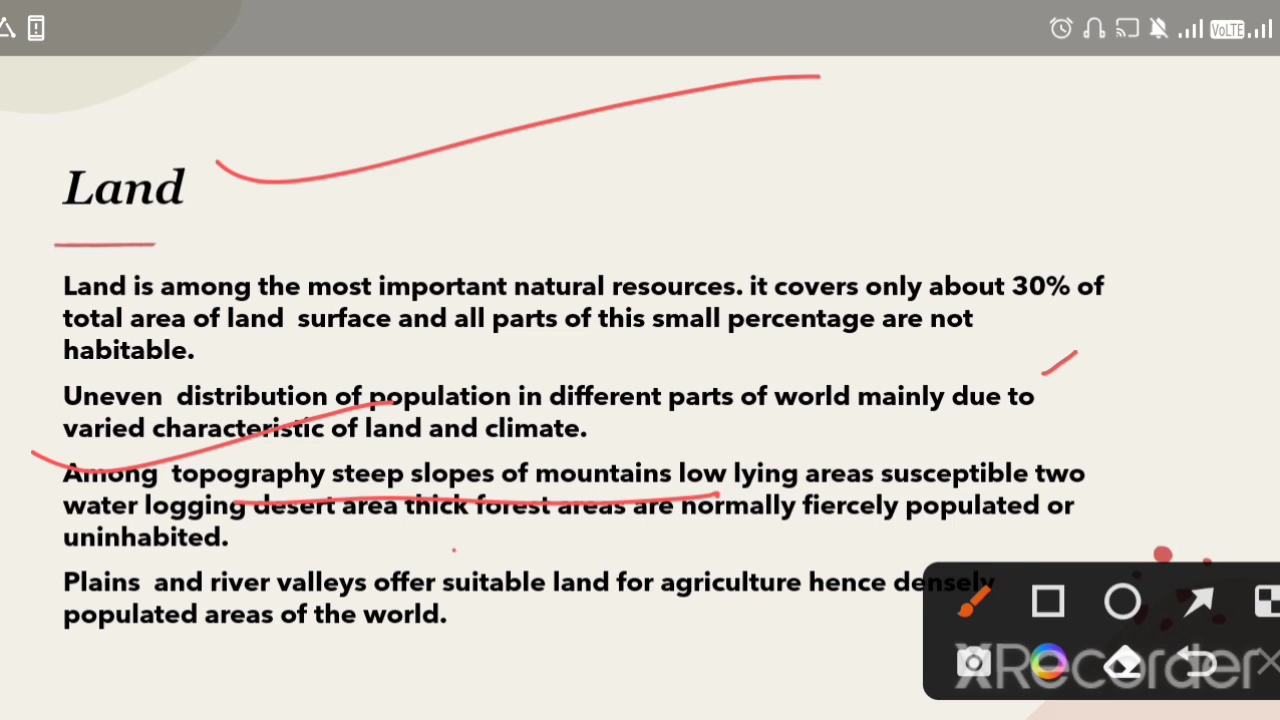 VoLTE
Land
Land is among the most important natural resources. it covers only about 30% of
total area of land surface and all parts of this small percentage are not
habitable.
Uneven distribution of population in different parts of world mainly due to
varied characteristic of land and climate.
Among topography steep slopes of mountains low lying areas susceptible two
water logging desert area thick forest areas are normally fiercely populated or
uninhabited.
Plains and river valleys offer suitable land for agriculture hence densely
populated areas of the world.
XRecorder